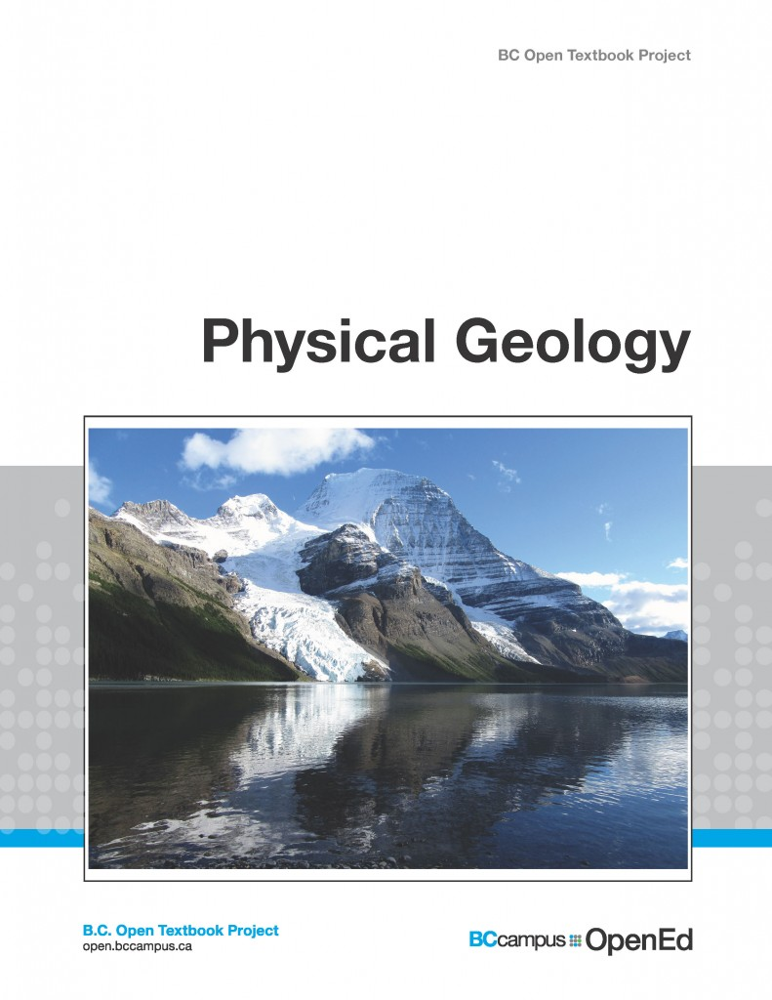 BC Open Textbook Project
Physical Geology
B.C. Open Textbook Project
open.bccampus.ca
BCcampus OpenEd